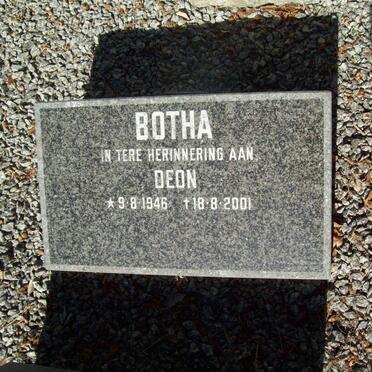 BOTHA
IN TERE HERINNERING AAN
DEON
★ 9·8·1946 ✝18·8·2001